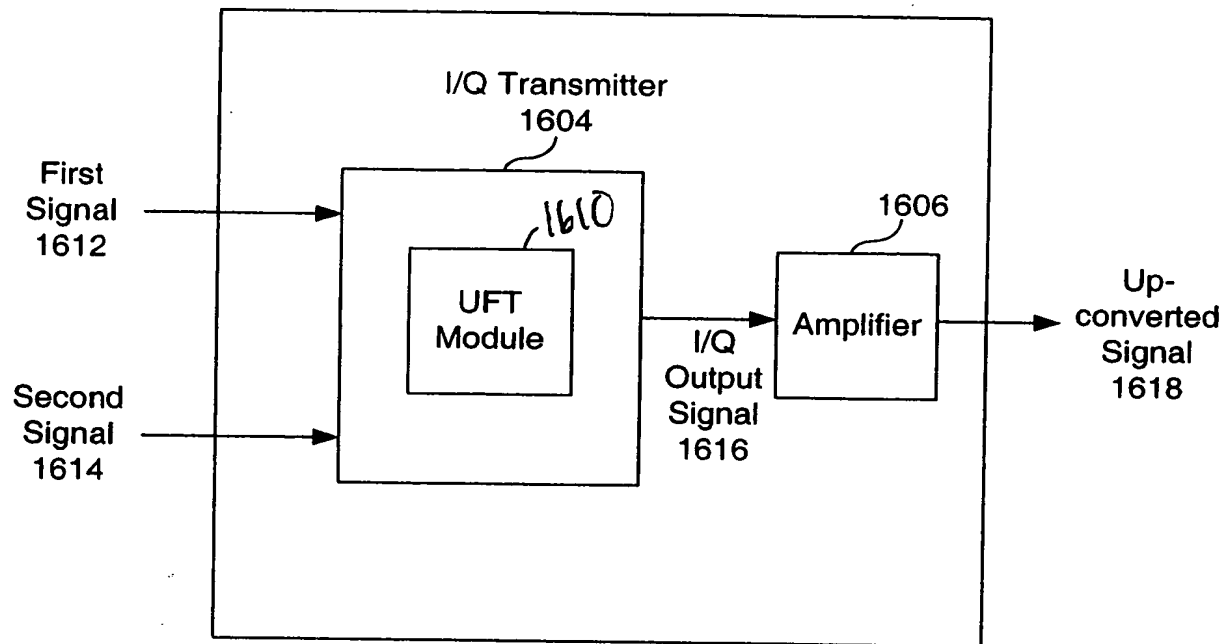 I/Q Transmitter
1604
First
Signal
1612
1610
UFT
Module
1606
Amplifier
Up-
converted
Signal
1618
I/Q
Output
Signal
1616
Second
Signal
1614